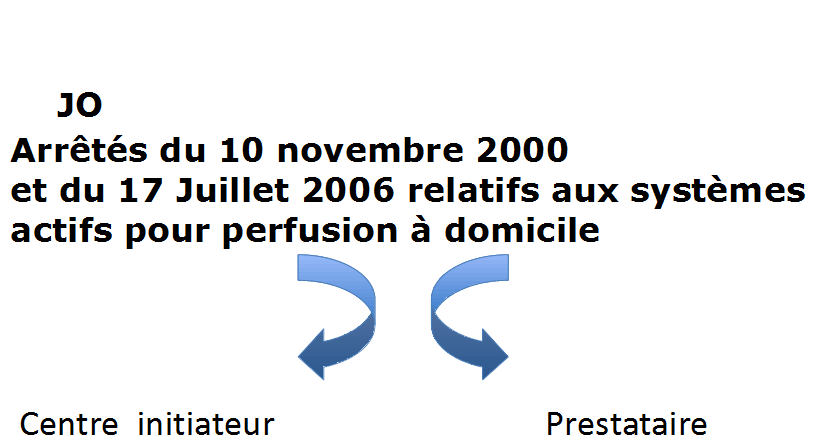 JO
Arrêtés du 10 novembre 2000
et du 17 Juillet 2006 relatifs aux systèmes
actifs pour perfusion à domicile
Centre initiateur
Prestataire